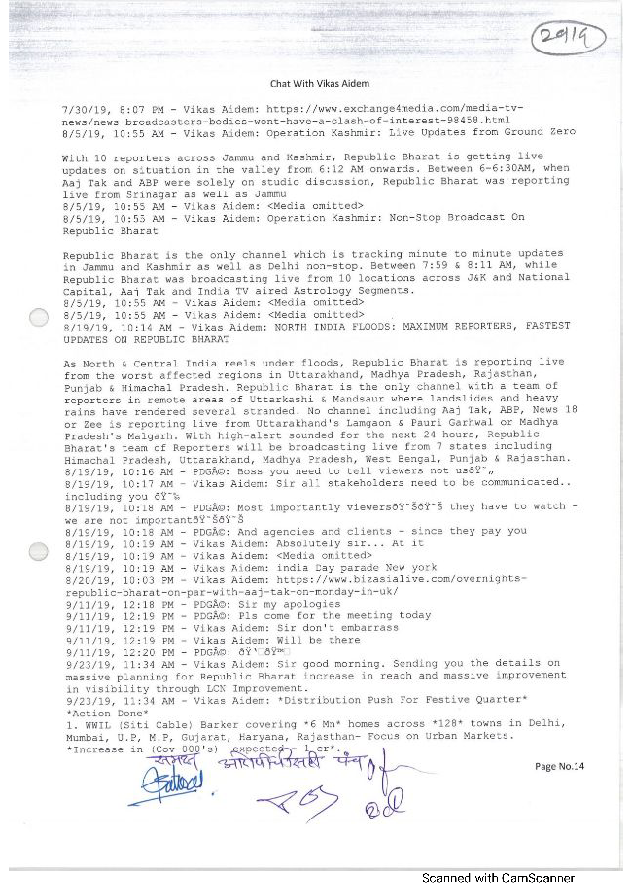 2919
Chat With Vikas Aidem
7/30/19, 8:07 PM - Vikas Aidem: https://www.exchange4media.com/media-tv-
news/news broadcasters-bodies-wont-have-a-clash-of-interest-98458.html
8/5/19, 10:55 AM - Vikas Aidem: Operation Kashmir: Live Updates from Ground Zero
With 10 reporters across Jammu and Kashmir, Republic Bharat is getting live
updates on situation in the valley from 6:12 AM onwards. Between 6-6:30AM, when
Aaj Tak and ABP were solely on studio discussion, Republic Bharat was reporting
live from Srinagar as well as Jammu
8/5/19, 10:55 AM - Vikas Aidem: <Media omitted>
8/5/19, 10:55 AM - Vikas Aidem: Operation Kashmir: Non-Stop Broadcast On
Republic Bharat
Republic Bharat is the only channel which is tracking minute to minute updates
in Jammu and Kashmir as well as Delhi non-stop. Between 7:59 & 8:11 AM, while
Republic Bharat was broadcasting live from 10 locations across J&K and National
Capital, Aaj Tak and India TV aired Astrology Segments.
8/5/19, 10:55 AM - Vikas Aidem: <Media omitted>
8/5/19, 10:55 AM - Vikas Aidem: <Media omitted>
8/19/19, 10:14 AM - Vikas Aidem: NORTH INDIA FLOODS: MAXIMUM REPORTERS, FASTEST
UPDATES ON REPUBLIC BHARAT
As North & Central India reels under floods, Republic Bharat is reporting live
from the worst affected regions in Uttarakhand, Madhya Pradesh, Rajasthan,
Punjab & Himachal Pradesh. Republic Bharat is the only channel with a team of
reporters in remote areas of Uttarkashi & Mandsaur where landslides and heavy
rains have rendered several stranded. No channel including Aaj Tak, ABP, News 18
or Zee is reporting live from Uttarakhand's Lamgaon & Pauri Garhwal or Madhya
Pradesh's Malgarh. With high-alert sounded for the next 24 hours, Republic
Bharat's team of Reporters will be broadcasting live from 7 states including
Himachal Pradesh, Uttarakhand, Madhya Pradesh, West Bengal, Punjab & Rajasthan.
8/19/19, 10:16 AM - PDGÃ©: Boss you need to tell viewers not usðŸ˜„
8/19/19, 10:17 AM - Vikas Aidem: Sir all stakeholders need to be communicated..
including you ðŸ˜‰
8/19/19, 10:18 AM - PDGÃ©: Most importantly viewersðŸ˜ŠðŸ˜Š they have to watch -
we are not importantðŸ˜ŠðŸ˜Š
8/19/19, 10:18 AM - PDGÃ©: And agencies and clients - since they pay you
8/19/19, 10:19 AM - Vikas Aidem: Absolutely sir... At it
8/19/19, 10:19 AM - Vikas Aidem: <Media omitted>
8/19/19, 10:19 AM - Vikas Aidem: india Day parade New york
8/20/19, 10:03 PM - Vikas Aidem: https://www.bizasialive.com/overnights-
republic-bharat-on-par-with-aaj-tak-on-monday-in-uk/
9/11/19, 12:18 PM - PDGÃ©: Sir my apologies
9/11/19, 12:19 PM - PDGÃ©: Pls come for the meeting today
9/11/19, 12:19 PM - Vikas Aidem: Sir don't embarrass
9/11/19, 12:19 PM - Vikas Aidem: Will be there
9/11/19, 12:20 PM - PDGÃ©
9/23/19, 11:34 AM - Vikas Aidem: Sir good morning. Sending you the details on
massive planning for Republic Bharat increase in reach and massive improvement
in visibility through LCN Improvement.
9/23/19, 11:34 AM - Vikas Aidem: *Distribution Push For Festive Quarter*
*Action Done*
1. WWIL (Siti Cable) Barker covering *6 Mn* homes across *128* towns in Delhi,
Mumbai, U.P, M.P, Gujarat, Haryana, Rajasthan- Focus on Urban Markets.
*Increase in (Cov 000's) expected - 1 cr*.
समक्ष
पंच
Page No.14
Scanned with CamScanner